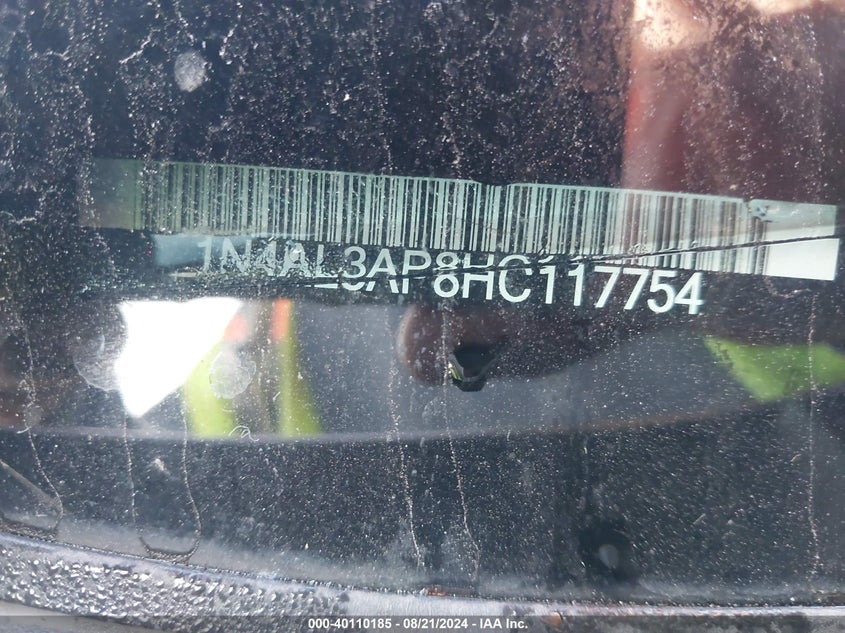 1N4AL3AP8HC117754
000-40110185 - 08/21/2024 - IAA Inc.